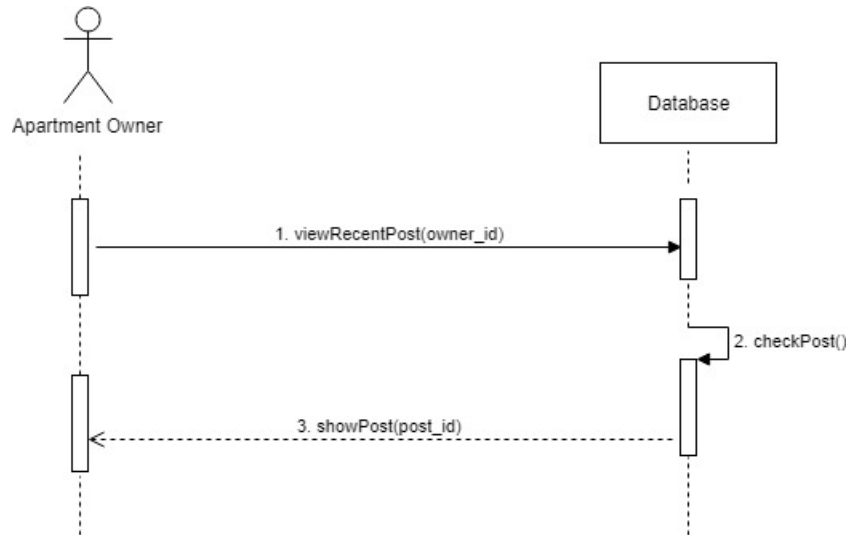 Apartment Owner
Database
1. viewRecentPost(owner_id)
2. checkPost()
3. showPost(post_id)